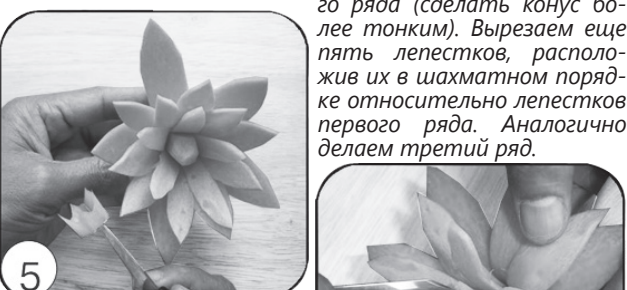 го ряда (сделать конус бо-
лее тонким). Вырезаем еще
пять лепестков, располо-
жив их в шахматном поряд-
ке относительно лепестков
первого ряда. Аналогично
делаем третий ряд.
5